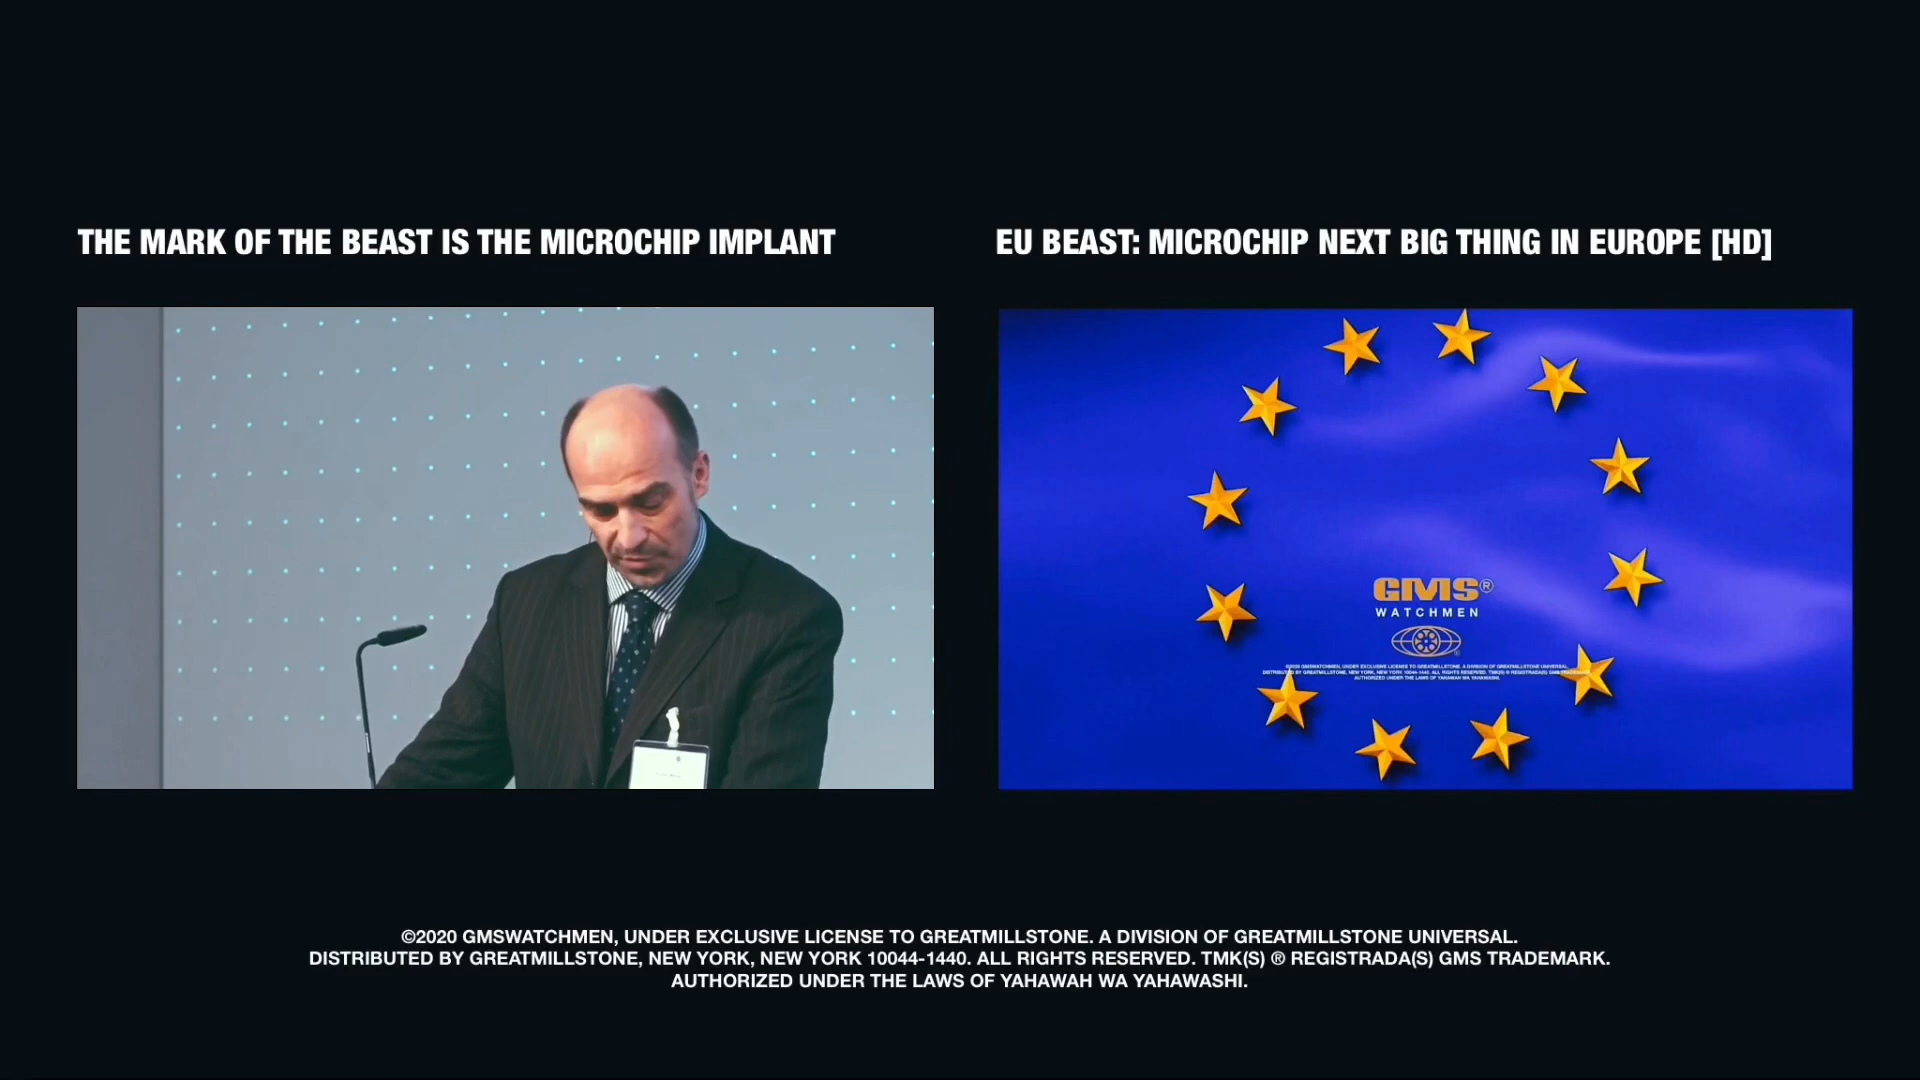 THE MARK OF THE BEAST IS THE MICROCHIP IMPLANT
EU BEAST: MICROCHIP NEXT BIG THING IN EUROPE [HD]
GMS®
WATCHMEN
©2020 GMSWATCHMEN, UNDER EXCLUSIVE LICENSE TO GREATMILLSTONE. A DIVISION OF GREATMILLSTONE UNIVERSAL.
DISTRIBUTED BY GREATMILLSTONE, NEW YORK, NEW YORK 10044-1440. ALL RIGHTS RESERVED. TMK(S) ® REGISTRADA(S) GMS TRADEMARK.
AUTHORIZED UNDER THE LAWS OF YAHAWAH WA YAHAWASHI.